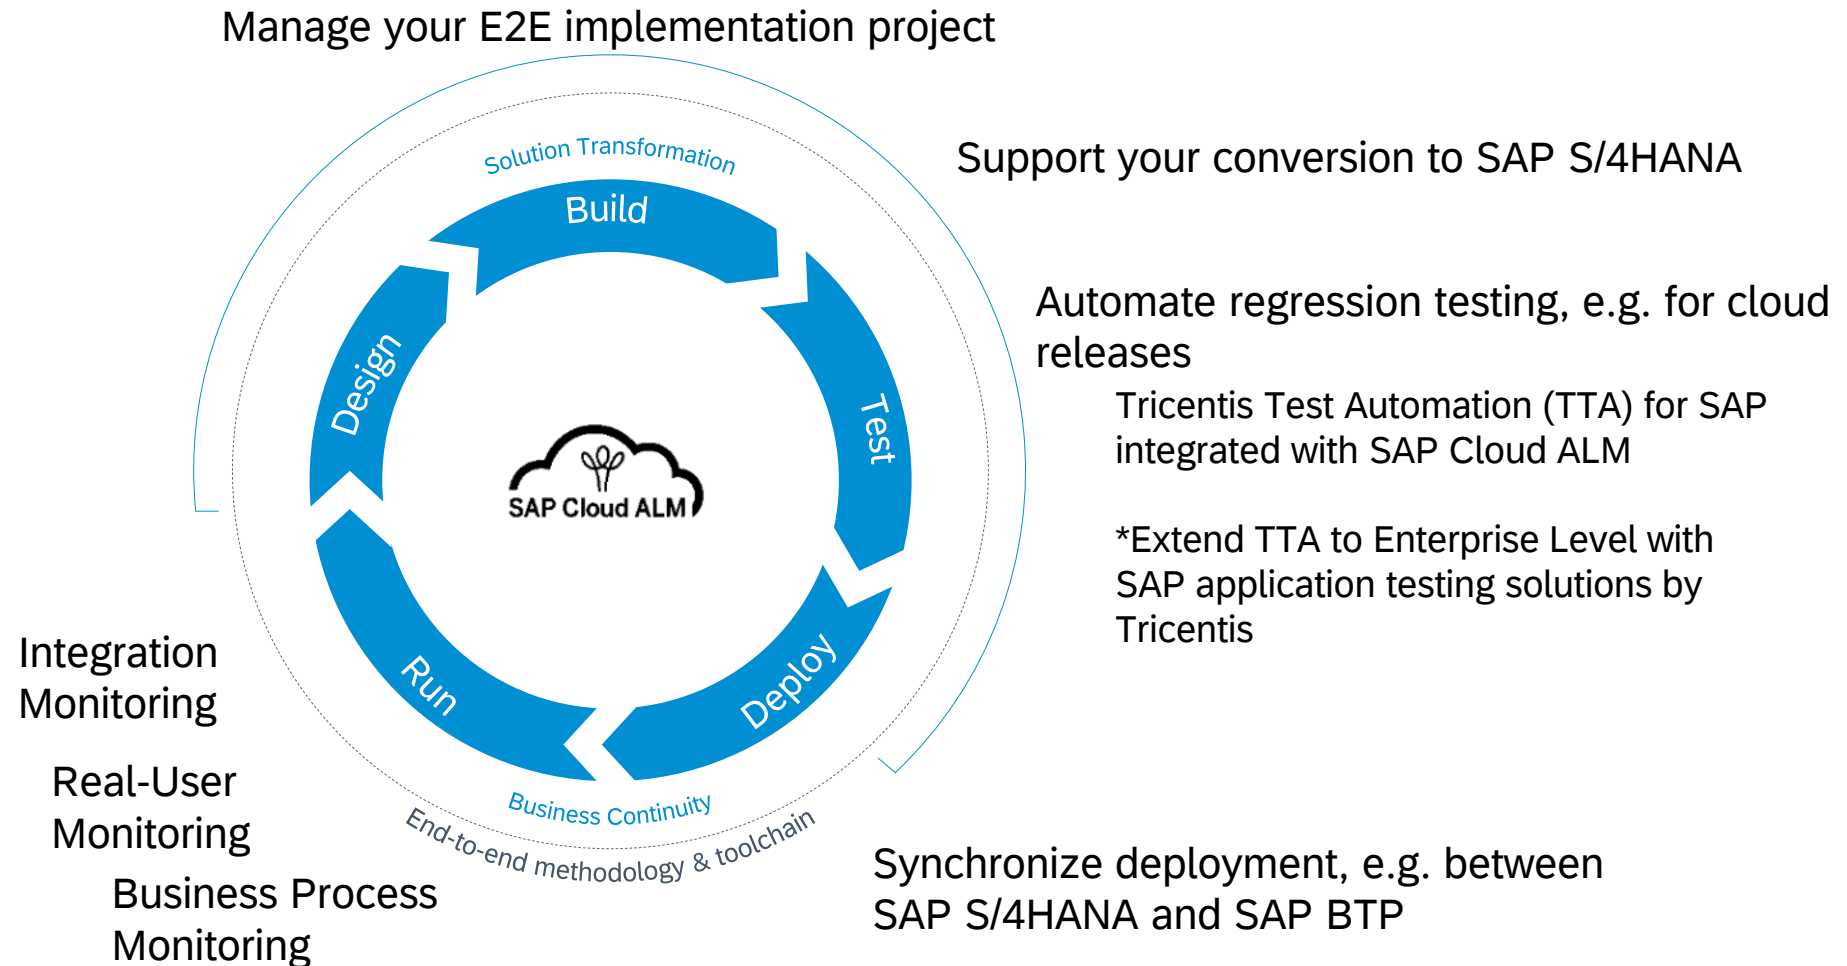 Manage your E2E implementation project
Solution Transformation
Support your conversion to SAP S/4HANA
Build
Automate regression testing, e.g. for cloud
releases
Design
Test
Tricentis Test Automation (TTA) for SAP
integrated with SAP Cloud ALM
SAP Cloud ALM
*Extend TTA to Enterprise Level with
SAP application testing solutions by
Tricentis
Integration
Monitoring
Run
Deploy
Real-User
Monitoring
Business Continuity
End-to-end methodology & toolchain
Business Process
Monitoring
Synchronize deployment, e.g. between
SAP S/4HANA and SAP BTP